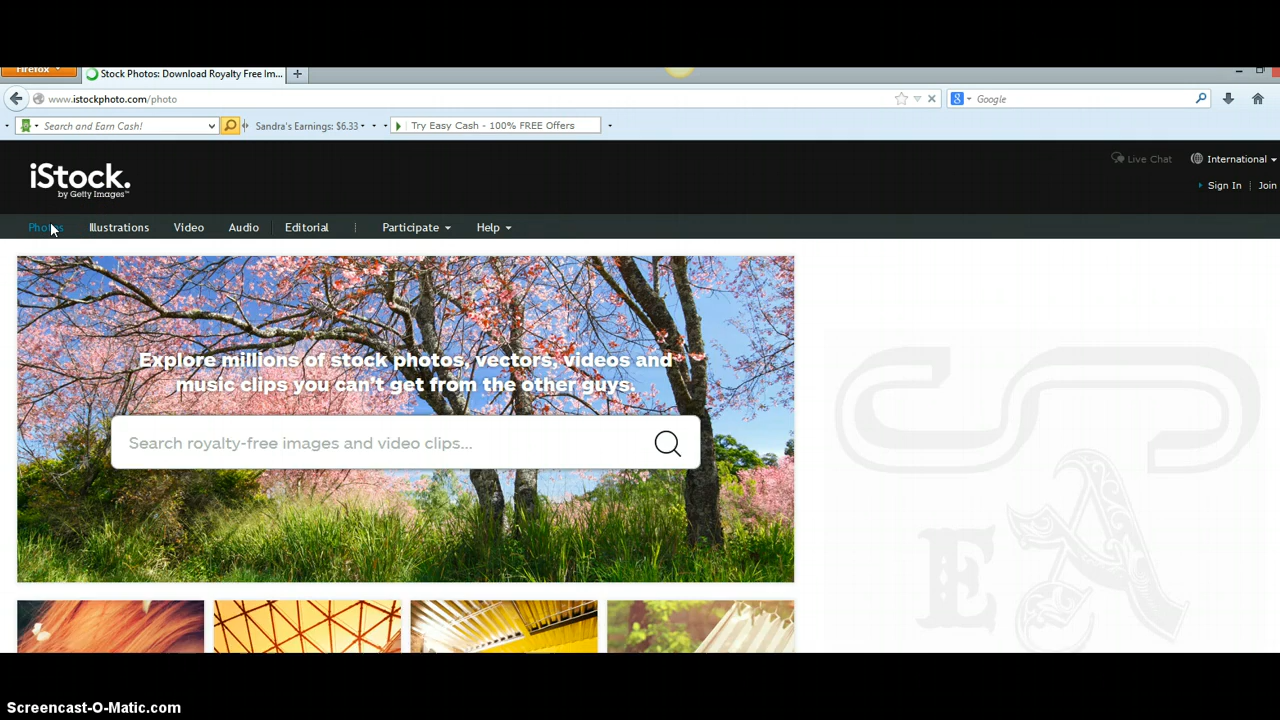 Firefox
Stock Photos: Download Royalty Free Im...
www.istockphoto.com/photo
Google
Search and Earn Cash!
Sandra's Earnings: $6.33
Try Easy Cash - 100% FREE Offers
iStock.
by Getty Images™
Live Chat
International
Sign In | Join
Photos Illustrations Video Audio Editorial | Participate Help
Explore millions of stock photos, vectors, videos and
music clips you can't get from the other guys.
Search royalty-free images and video clips...
S
E A
Screencast-O-Matic.com